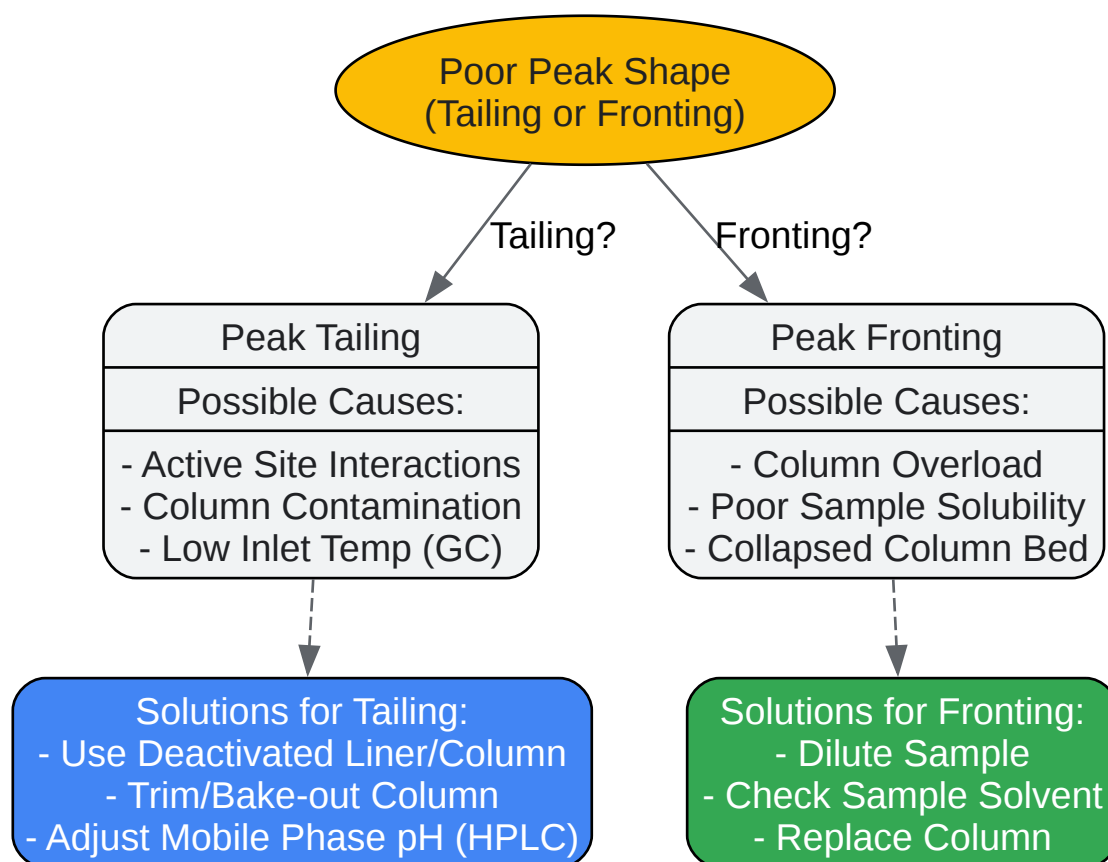 Poor Peak Shape
(Tailing or Fronting)
Tailing?
Fronting?
Peak Tailing
Possible Causes:
- Active Site Interactions
- Column Contamination
- Low Inlet Temp (GC)
Peak Fronting
Possible Causes:
- Column Overload
- Poor Sample Solubility
- Collapsed Column Bed
Solutions for Tailing:
- Use Deactivated Liner/Column
- Trim/Bake-out Column
- Adjust Mobile Phase pH (HPLC)
Solutions for Fronting:
- Dilute Sample
- Check Sample Solvent
- Replace Column